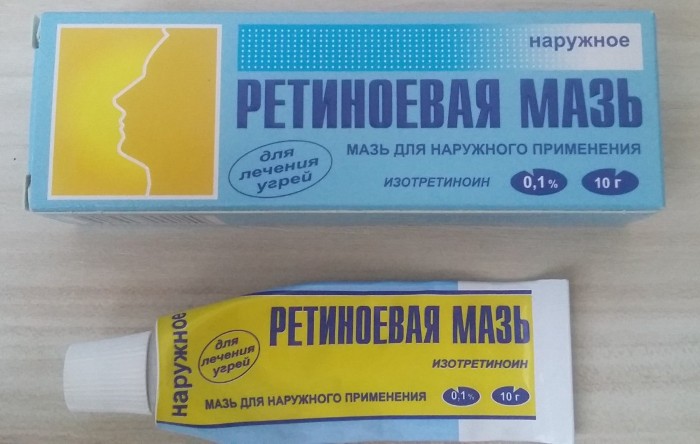 наружное
РЕТИНОЕВАЯ МАЗЬ
МАЗЬ ДЛЯ НАРУЖНОГО ПРИМЕНЕНИЯ
для
лечения
угрей
ИЗОТРЕТИНОИН 0,1% 10 г
наружное
РЕТИНОЕВАЯ МАЗЬ
для
лечения
угрей
ИЗОТРЕТИНОИН
МАЗЬ ДЛЯ НАРУЖНОГО ПРИМЕНЕНИЯ 0,1% 10 г